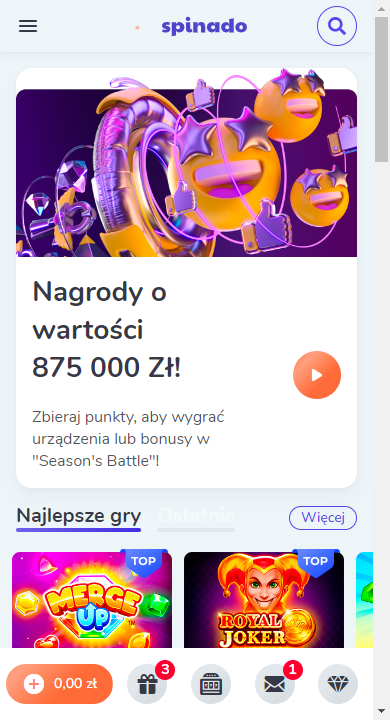 spinado
Nagrody o
wartości
875 000 Zł!
Zbieraj punkty, aby wygrać
urządzenia lub bonusy w
"Season's Battle"!
Najlepsze gry
Ostatnie
Więcej
TOP
TOP
MERGE
UP
ROYAL
JOKER
0,00 zł
3
1